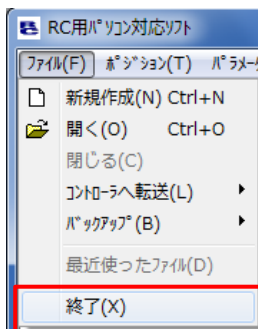 RC用ﾊﾟｿｺﾝ対応ｿﾌﾄ
ﾌｧｲﾙ(F) ﾎﾟｼﾞｼｮﾝ(T) ﾊﾟﾗﾒｰ
新規作成(N) Ctrl+N
開く(O) Ctrl+O
閉じる(C)
ｺﾝﾄﾛｰﾗへ転送(L)
ﾊﾞｯｸｱｯﾌﾟ(B)
最近使ったﾌｧｲﾙ(D)
終了(X)